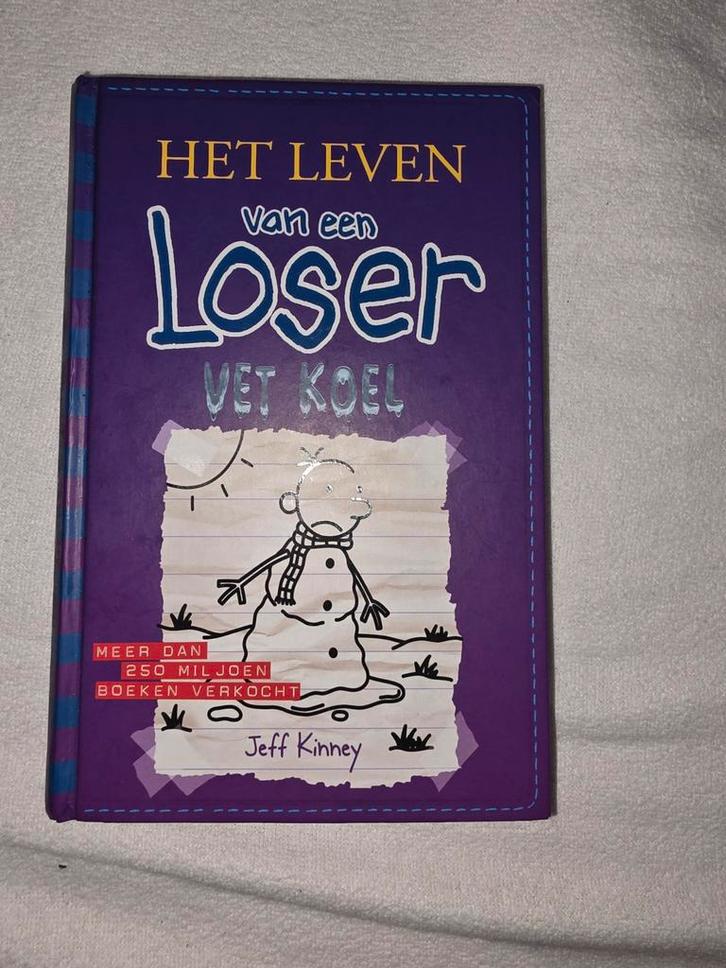 HET LEVEN
van een
Loser
VET KOEL
MEER DAN
250 MILJOEN
BOEKEN VERKOCHT
Jeff Kinney